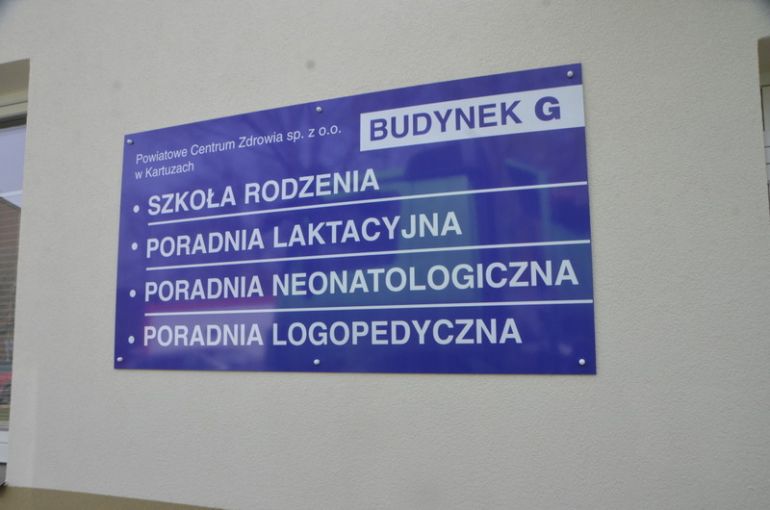 Powiatowe Centrum Zdrowia sp. z o.o.
w Kartuzach
BUDYNEK G
• SZKOŁA RODZENIA
• PORADNIA LAKTACYJNA
• PORADNIA NEONATOLOGICZNA
• PORADNIA LOGOPEDYCZNA